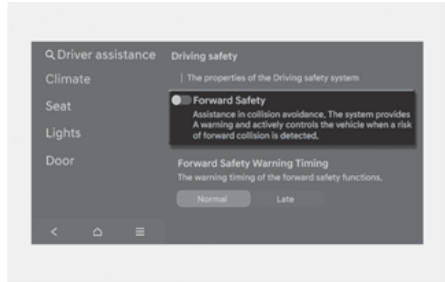 Driver assistance
Climate
Seat
Lights
Door
Driving safety
The properties of the Driving safety system
Forward Safety
Assistance in collision avoidance, The system provides
A warning and actively controls the vehicle when a risk
of forward collision is detected,
Forward Safety Warning Timing
The warning timing of the forward safety functions,
Normal
Late